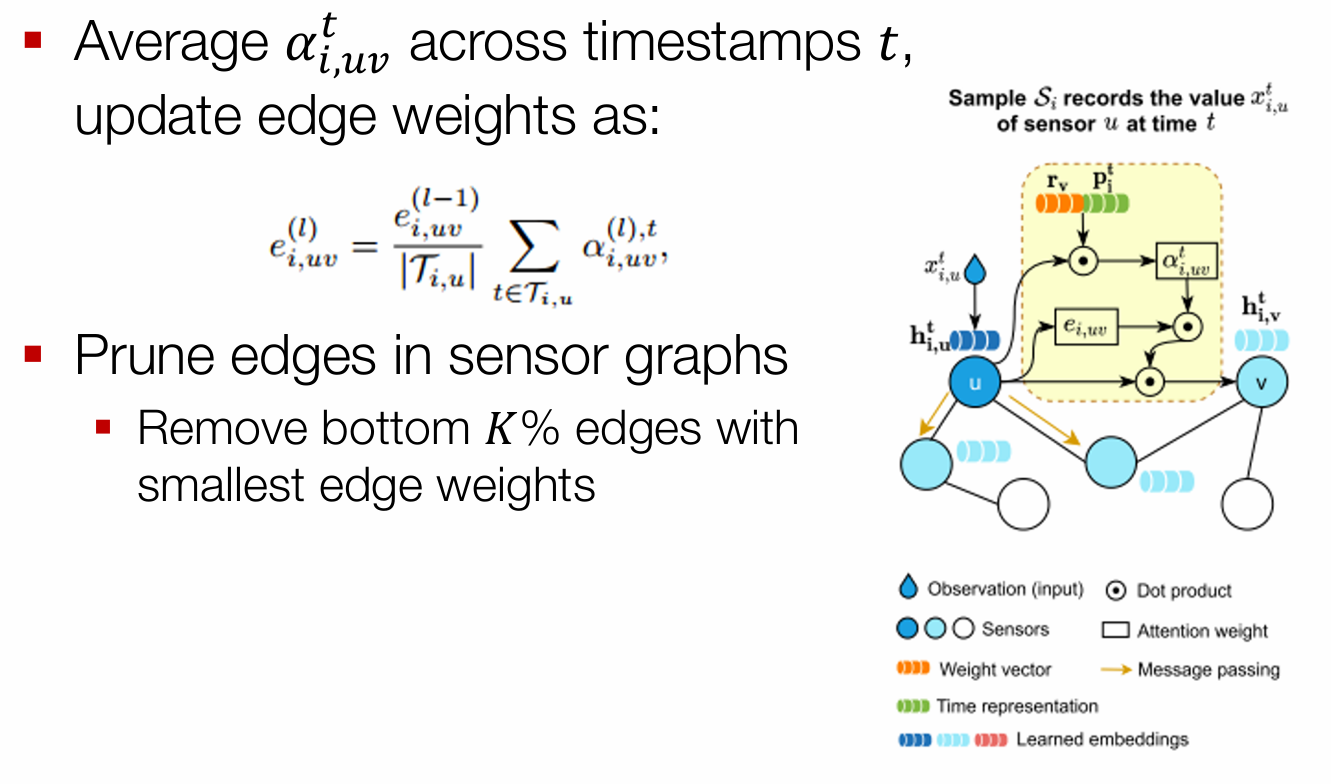 ▪ Average α^t_{i,uv} across timestamps t,
update edge weights as:
e^{(l)}_{i,uv} = \frac{e^{(l-1)}_{i,uv}}{|𝒯_{i,u}|} \sum_{t∈𝒯_{i,u}} α^{(l),t}_{i,uv},
▪ Prune edges in sensor graphs
▪ Remove bottom K% edges with
smallest edge weights
Sample 𝒮_i records the value x^t_{i,u}
of sensor u at time t
r_v p^t_i
x^t_{i,u}
α^t_{i,uv}
h^t_{i,u}
e_{i,uv}
h^t_{i,v}
u
v
Observation (input)
Dot product
Sensors
Attention weight
Weight vector
Message passing
Time representation
Learned embeddings